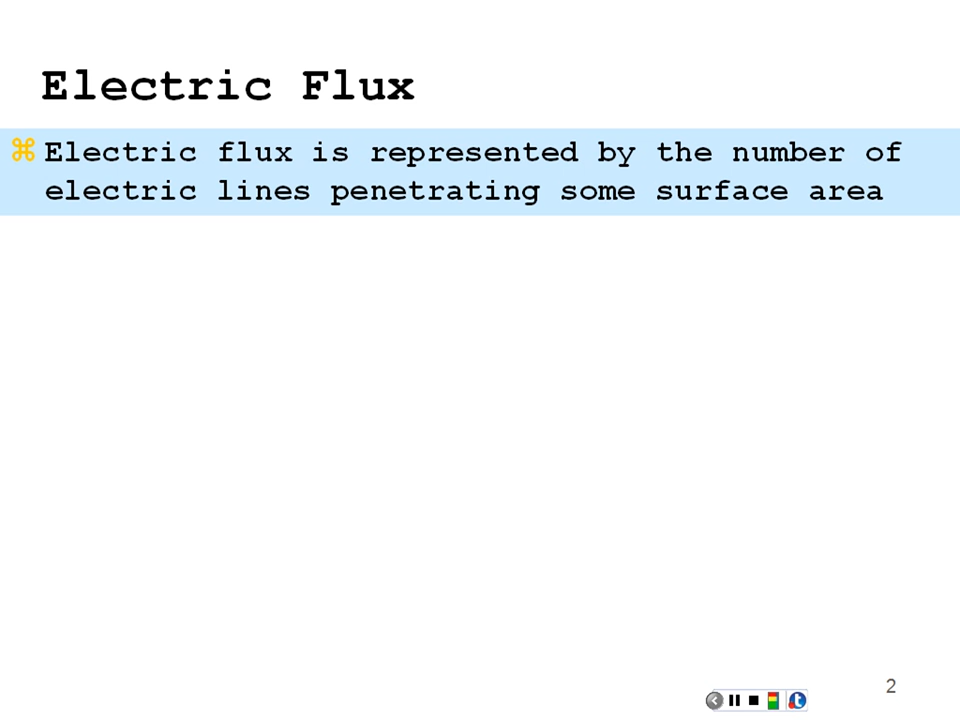 Electric Flux
Electric flux is represented by the number of
electric lines penetrating some surface area
2